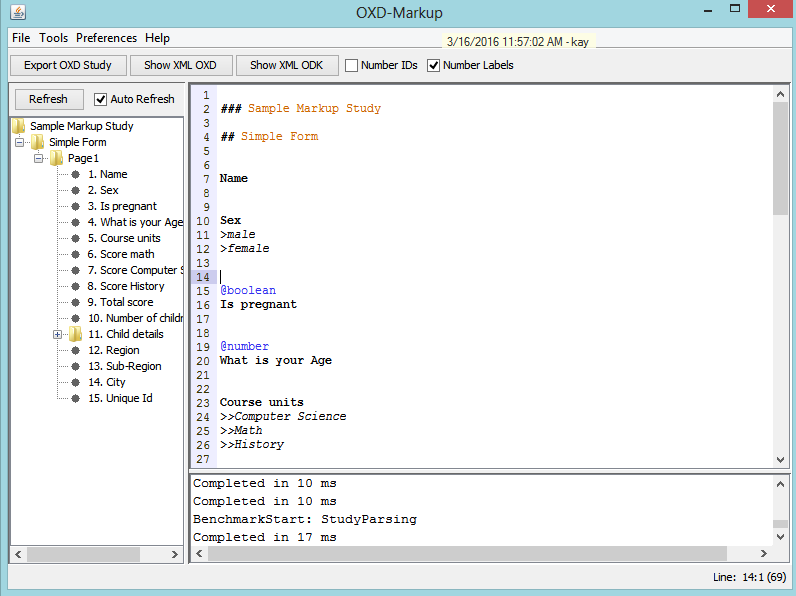 OXD-Markup
File Tools Preferences Help
3/16/2016 11:57:02 AM - kay
Export OXD Study Show XML OXD Show XML ODK Number IDs Number Labels
Refresh Auto Refresh
Sample Markup Study
Simple Form
Page1
1. Name
2. Sex
3. Is pregnant
4. What is your Age
5. Course units
6. Score math
7. Score Computer S
8. Score History
9. Total score
10. Number of childr
11. Child details
12. Region
13. Sub-Region
14. City
15. Unique Id
1
2 ### Sample Markup Study
3
4 ## Simple Form
5
6
7 Name
8
9
10 Sex
11 >male
12 >female
13
14
15 @boolean
16 Is pregnant
17
18
19 @number
20 What is your Age
21
22
23 Course units
24 >>Computer Science
25 >>Math
26 >>History
27
Completed in 10 ms
Completed in 10 ms
BenchmarkStart: StudyParsing
Completed in 17 ms
Line: 14:1 (69)